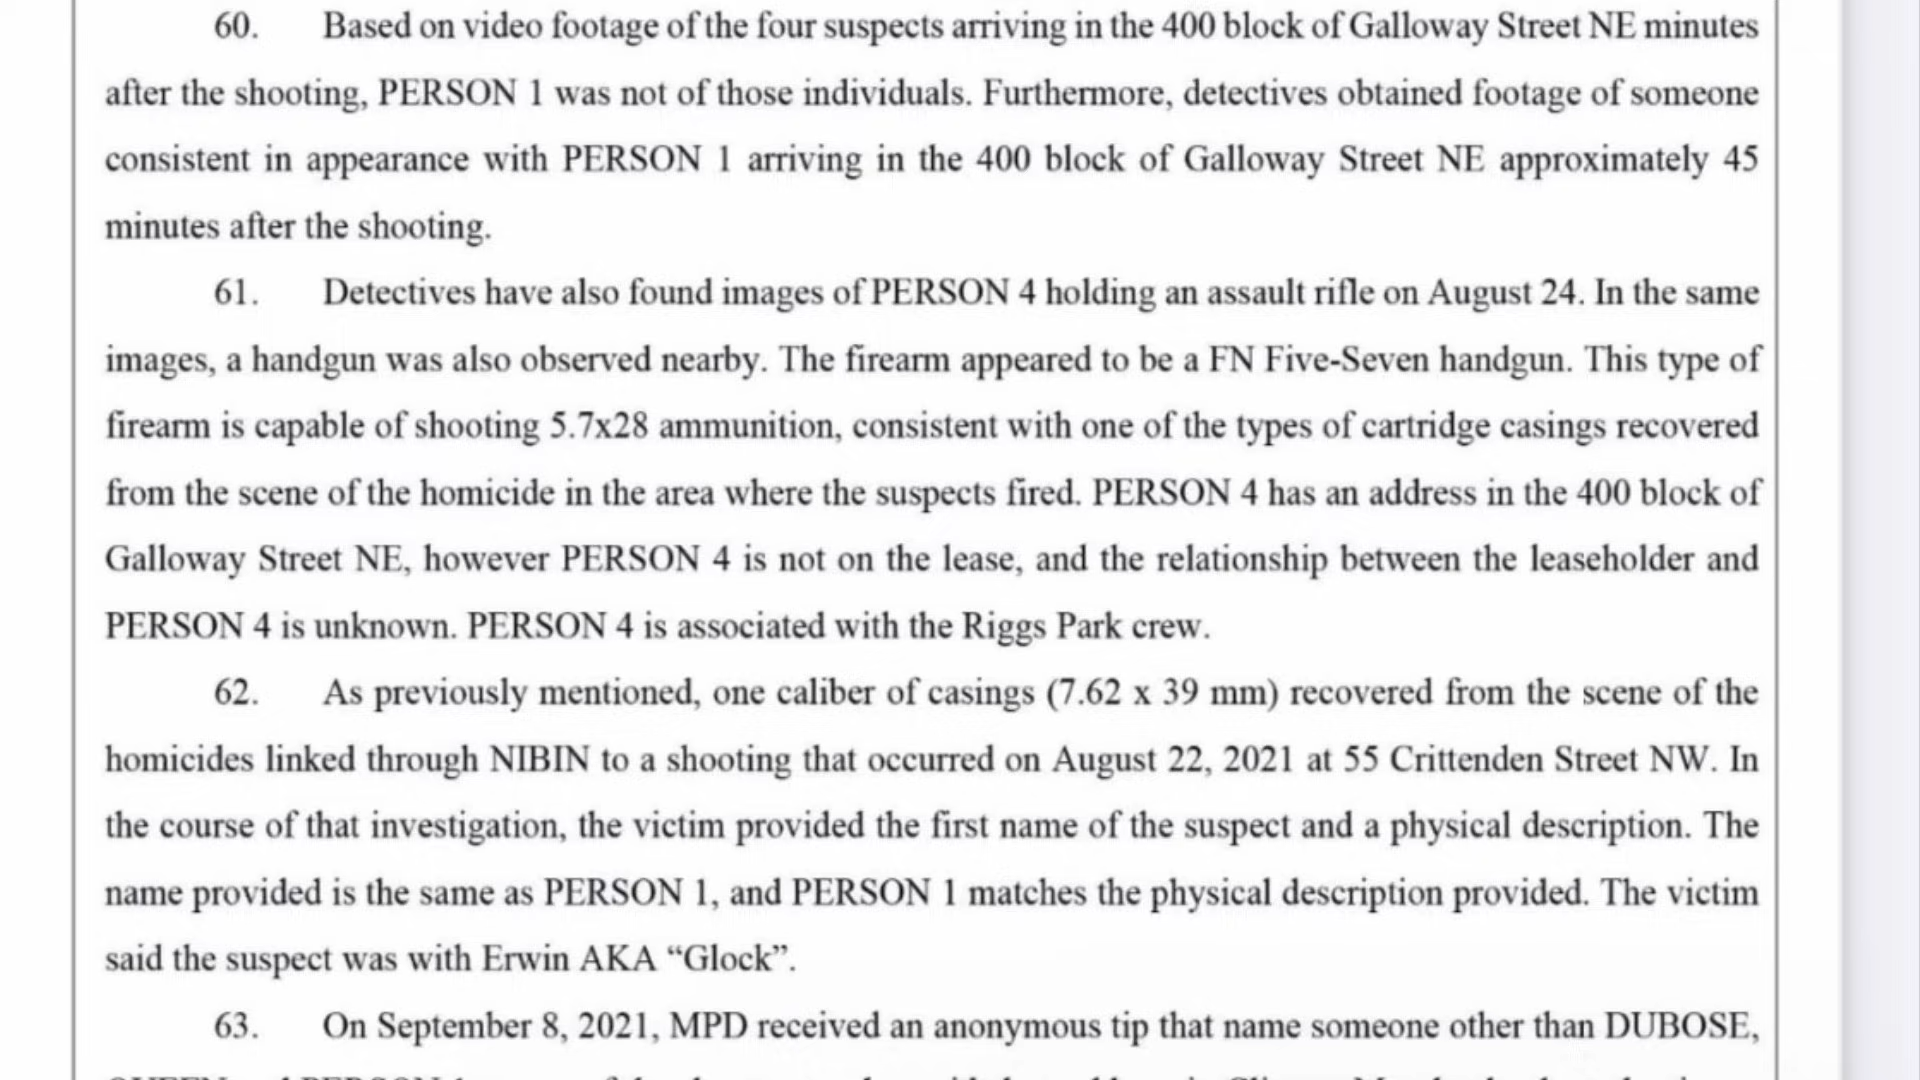 60. Based on video footage of the four suspects arriving in the 400 block of Galloway Street NE minutes
after the shooting, PERSON 1 was not of those individuals. Furthermore, detectives obtained footage of someone
consistent in appearance with PERSON 1 arriving in the 400 block of Galloway Street NE approximately 45
minutes after the shooting.
61. Detectives have also found images of PERSON 4 holding an assault rifle on August 24. In the same
images, a handgun was also observed nearby. The firearm appeared to be a FN Five-Seven handgun. This type of
firearm is capable of shooting 5.7x28 ammunition, consistent with one of the types of cartridge casings recovered
from the scene of the homicide in the area where the suspects fired. PERSON 4 has an address in the 400 block of
Galloway Street NE, however PERSON 4 is not on the lease, and the relationship between the leaseholder and
PERSON 4 is unknown. PERSON 4 is associated with the Riggs Park crew.
62. As previously mentioned, one caliber of casings (7.62 x 39 mm) recovered from the scene of the
homicides linked through NIBIN to a shooting that occurred on August 22, 2021 at 55 Crittenden Street NW. In
the course of that investigation, the victim provided the first name of the suspect and a physical description. The
name provided is the same as PERSON 1, and PERSON 1 matches the physical description provided. The victim
said the suspect was with Erwin AKA “Glock”.
63. On September 8, 2021, MPD received an anonymous tip that name someone other than DUBOSE,